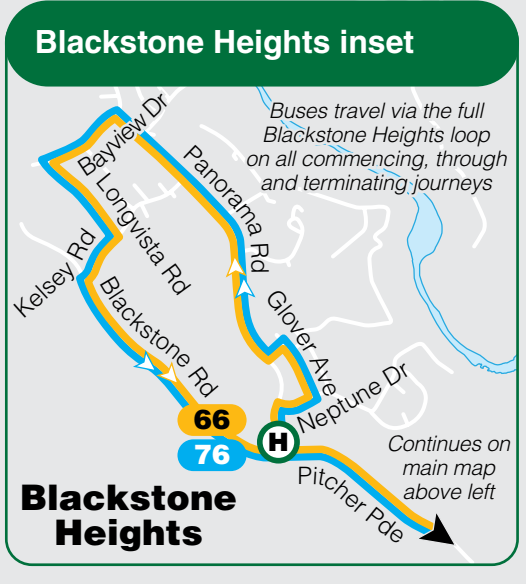 Blackstone Heights inset
Buses travel via the full
Blackstone Heights loop
on all commencing, through
and terminating journeys
Bayview Dr
Panorama Rd
Longvista Rd
Kelsey Rd
Blackstone Rd
Glover Ave
Neptune Dr
66
76
H
Pitcher Pde
Continues on
main map
above left
Blackstone
Heights